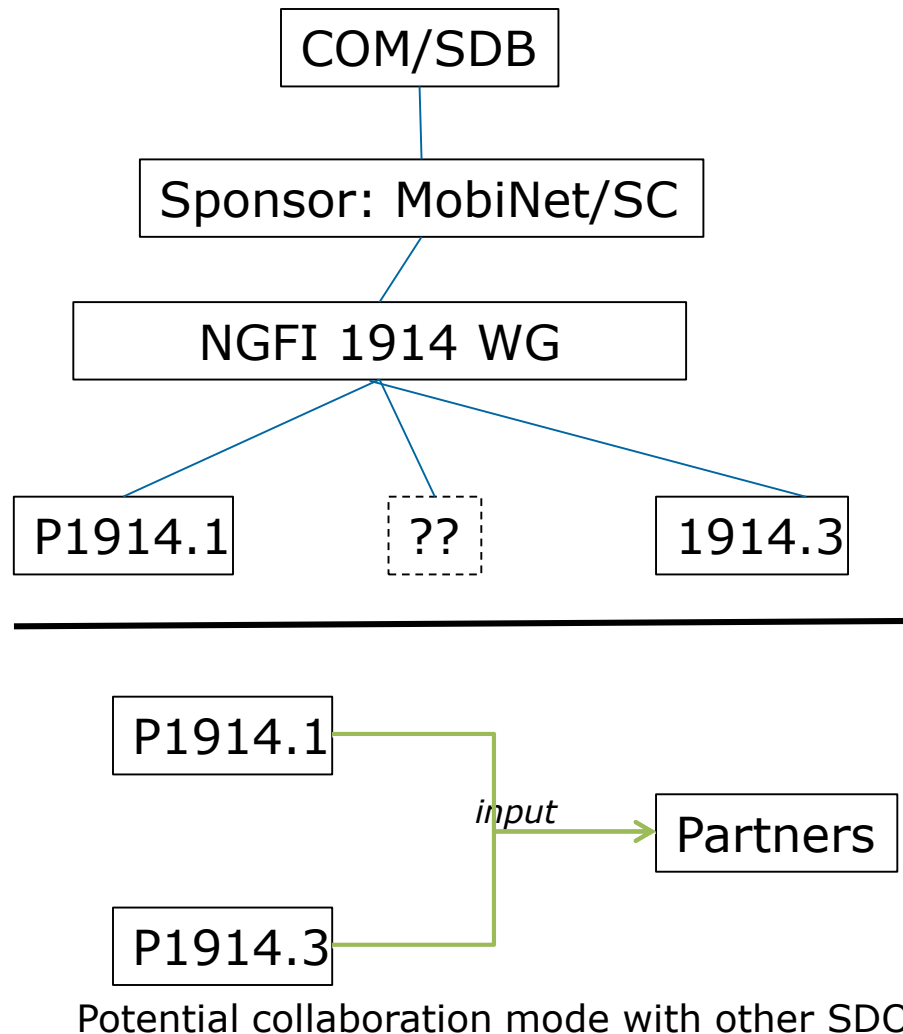 COM/SDB
Sponsor: MobiNet/SC
NGFI 1914 WG
P1914.1
??
1914.3
P1914.1
input
Partners
P1914.3
Potential collaboration mode with other SDO